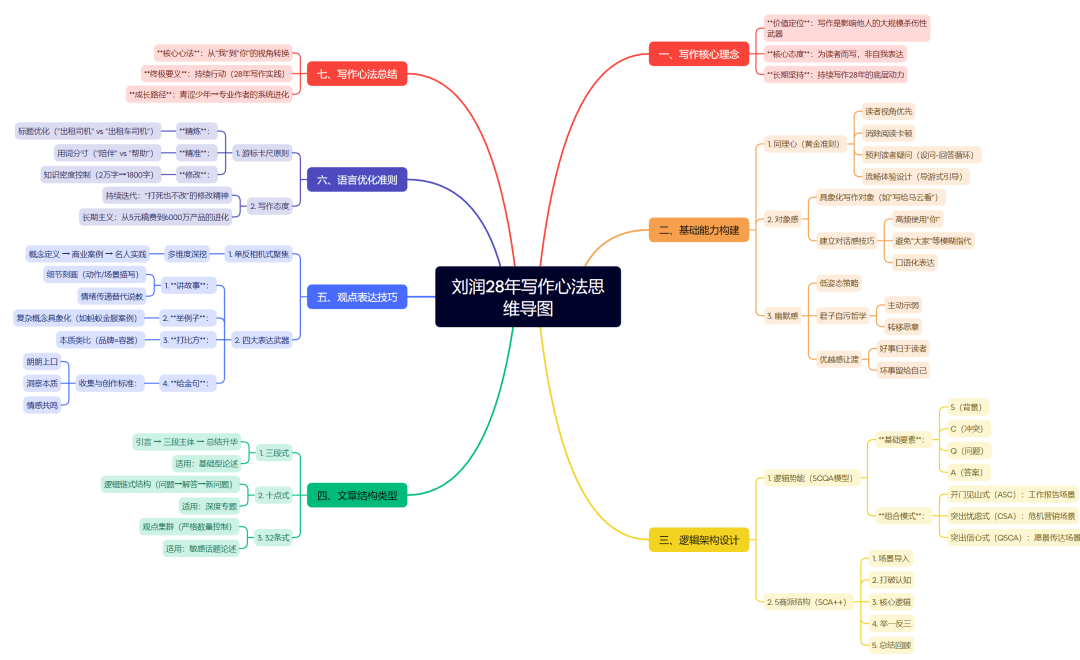 刘润28年写作心法思
维导图
一、写作核心理念
**价值定位**：写作是影响他人的大规模杀伤性
武器
**核心态度**：为读者而写，非自我表达
**长期坚持**：持续写作28年的底层动力
二、基础能力构建
1. 同理心（黄金准则）
读者视角优先
消除阅读卡顿
预判读者疑问（设问-回答循环）
流畅体验设计（导游式引导）
2. 对象感
具象化写作对象（如"写给马云看"）
建立对话感技巧
高频使用"你"
避免"大家"等模糊指代
口语化表达
3. 幽默感
低姿态策略
君子自污哲学
主动示弱
转移恶意
优越感让渡
好事归于读者
坏事留给自己
三、逻辑架构设计
1. 逻辑势能（SCQA模型）
**基础要素**：
S（背景）
C（冲突）
Q（问题）
A（答案）
**组合模式**：
开门见山式（ASC）：工作报告场景
突出忧虑式（CSA）：危机营销场景
突出信心式（QSCA）：愿景传达场景
2. 5商派结构（SCA++）
1. 场景导入
2. 打破认知
3. 核心逻辑
4. 举一反三
5. 总结回顾
四、文章结构类型
1. 三段式
引言 → 三段主体 → 总结升华
适用：基础型论述
2. 十点式
逻辑链式结构（问题→解答→新问题）
适用：深度专题
3. 32条式
观点集群（严格数量控制）
适用：敏感话题论述
五、观点表达技巧
1. 单反相机式聚焦
多维度深挖
概念定义 → 商业案例 → 名人实践
2. 四大表达武器
1. **讲故事**：
细节刻画（动作/场景描写）
情绪传递替代说教
2. **举例子**：
复杂概念具象化（如蚂蚁金服案例）
3. **打比方**：
本质类比（品牌=容器）
4. **给金句**：
收集与创作标准：
朗朗上口
洞察本质
情感共鸣
六、语言优化准则
1. 游标卡尺原则
**精炼**：
标题优化（"出租司机" vs "出租车司机"）
**精准**：
用词分寸（"陪伴" vs "帮助"）
**修改**：
知识密度控制（2万字→1800字）
2. 写作态度
持续迭代："打死也不改"的修改精神
长期主义：从5元稿费到6000万产品的进化
七、写作心法总结
**核心心法**：从"我"到"你"的视角转换
**终极要义**：持续行动（28年写作实践）
**成长路径**：青涩少年→专业作者的系统进化